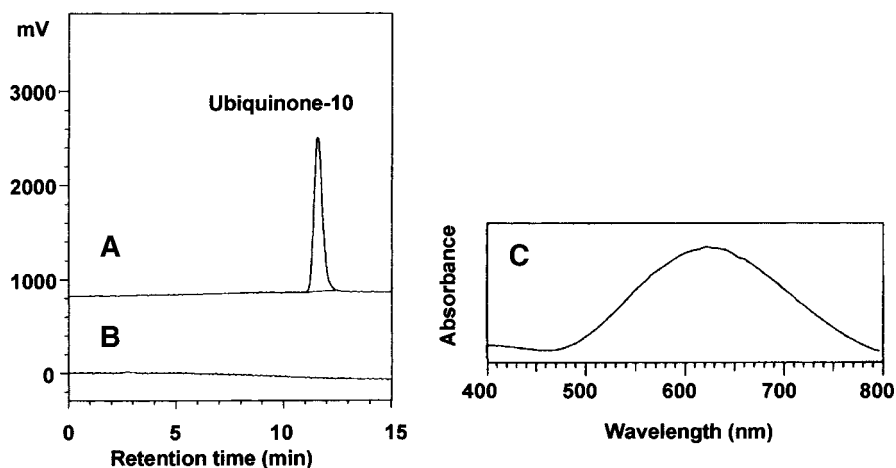 mV
3000
Ubiquinone-10
2000
A
1000
B
0
0 5 10 15
Retention time (min)
Absorbance
C
400 500 600 700 800
Wavelength (nm)